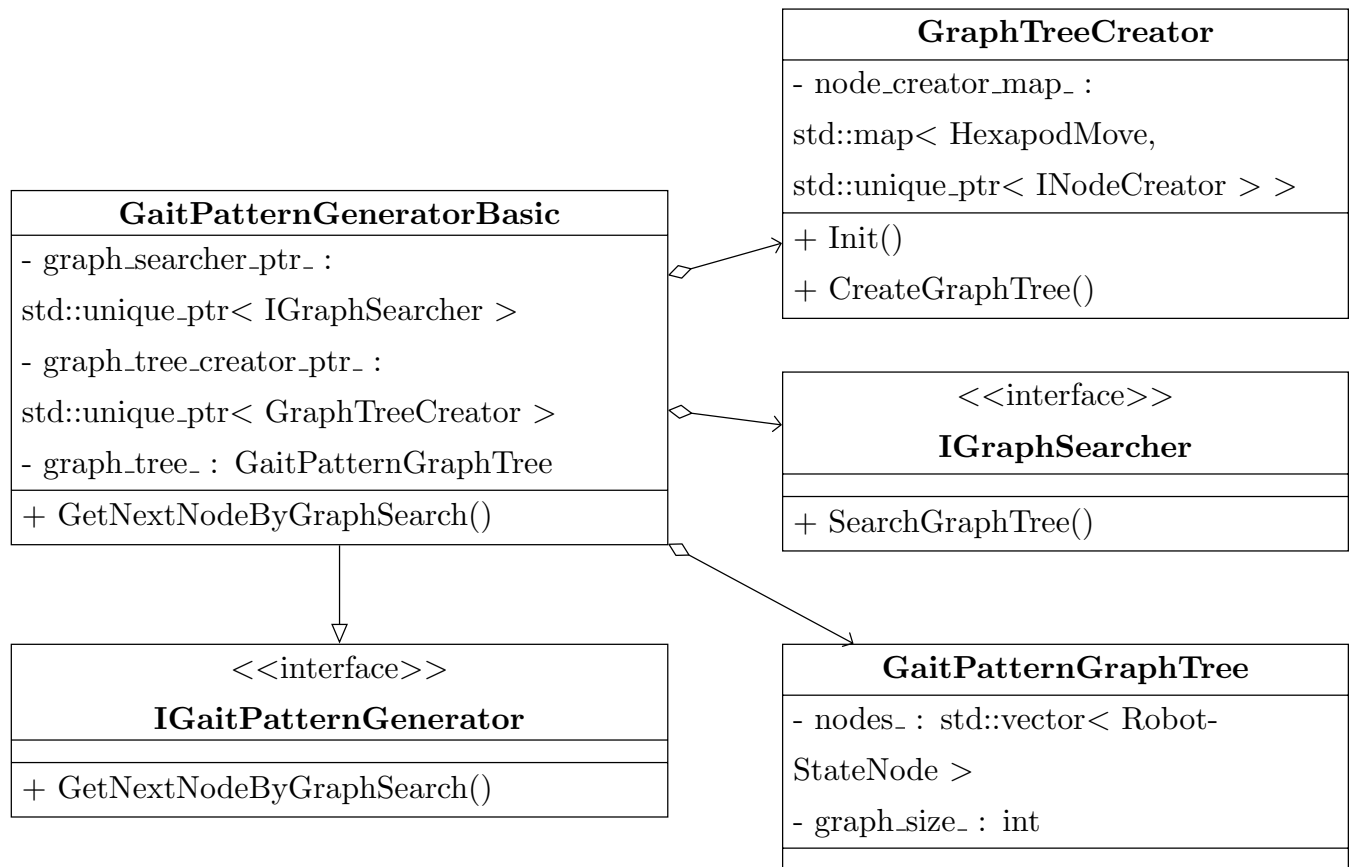 GraphTreeCreator
- node_creator_map_ :
std::map< HexapodMove,
std::unique_ptr< INodeCreator > >
+ Init()
+ CreateGraphTree()
GaitPatternGeneratorBasic
- graph_searcher_ptr_ :
std::unique_ptr< IGraphSearcher >
- graph_tree_creator_ptr_ :
std::unique_ptr< GraphTreeCreator >
- graph_tree_ : GaitPatternGraphTree
+ GetNextNodeByGraphSearch()
<<interface>>
IGraphSearcher
+ SearchGraphTree()
<<interface>>
IGaitPatternGenerator
+ GetNextNodeByGraphSearch()
GaitPatternGraphTree
- nodes_ : std::vector< Robot-
StateNode >
- graph_size_ : int